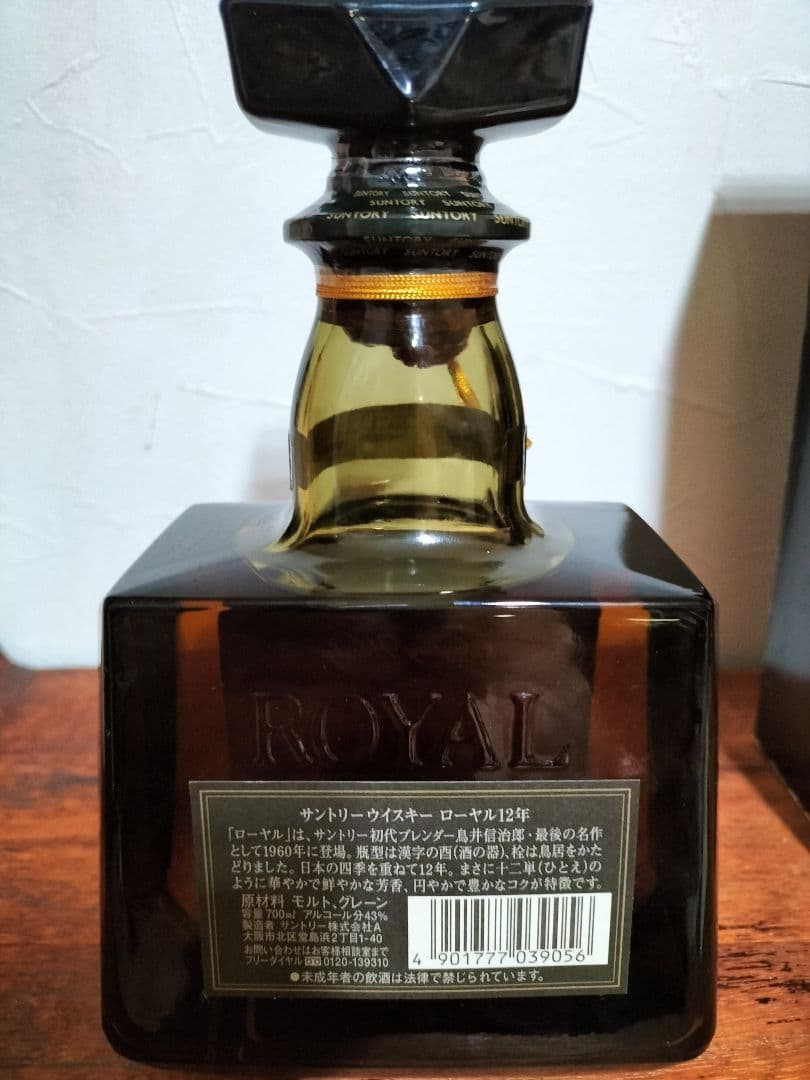 SUNTORY SUNTORY SUNTORY
SUNTORY SUNTORY
SUNTORY SUNTORY
SUNTORY
SUNTORY SUNTORY
ROYAL
サントリーウイスキー ローヤル12年
「ローヤル」は、サントリー初代ブレンダー鳥井信治郎・最後の名作
として1960年に登場。瓶型は漢字の酉(酒の器)、栓は鳥居をかた
どりました。日本の四季を重ねて12年。まさに十二単(ひとえ)の
ように華やかで鮮やかな芳香、円やかで豊かなコクが特徴です。
原材料 モルト、グレーン
容量 700ml アルコール分43%
製造者 サントリー株式会社A
大阪市北区堂島浜2丁目1-40
お問い合わせはお客様相談室まで
フリーダイヤル 0120-139310
4 901777 039056
●未成年者の飲酒は法律で禁じられています。